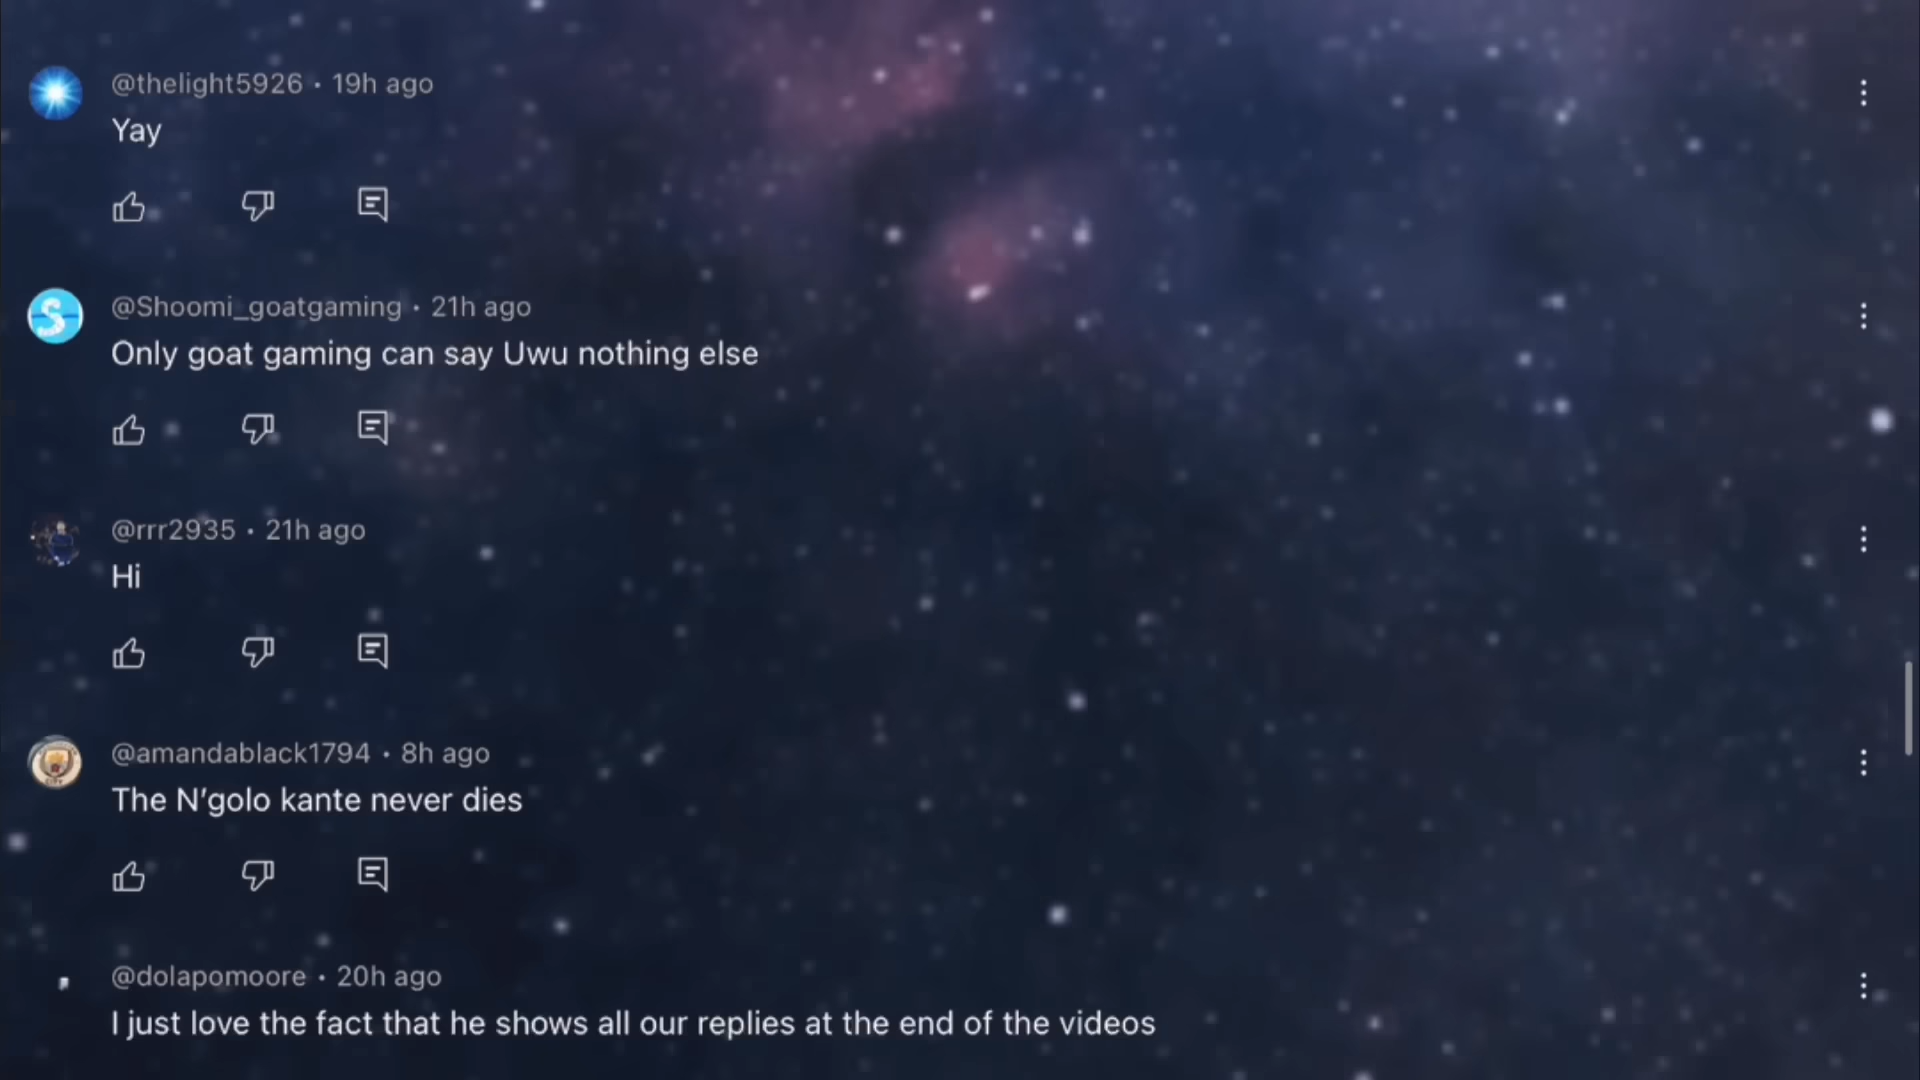 @thelight5926 · 19h ago
Yay
@Shoomi_goatgaming · 21h ago
Only goat gaming can say Uwu nothing else
@rrr2935 · 21h ago
Hi
@amandablack1794 · 8h ago
The N’golo kante never dies
@dolapomoore · 20h ago
I just love the fact that he shows all our replies at the end of the videos